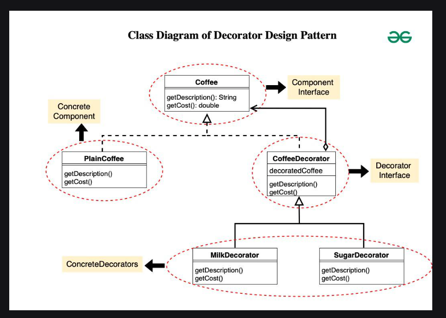 Class Diagram of Decorator Design Pattern
Coffee
getDescription(): String
getCost(): double
Component
Interface
Concrete
Component
PlainCoffee
getDescription()
getCost()
CoffeeDecorator
decoratedCoffee
getDescription()
getCost()
Decorator
Interface
ConcreteDecorators
MilkDecorator
getDescription()
getCost()
SugarDecorator
getDescription()
getCost()